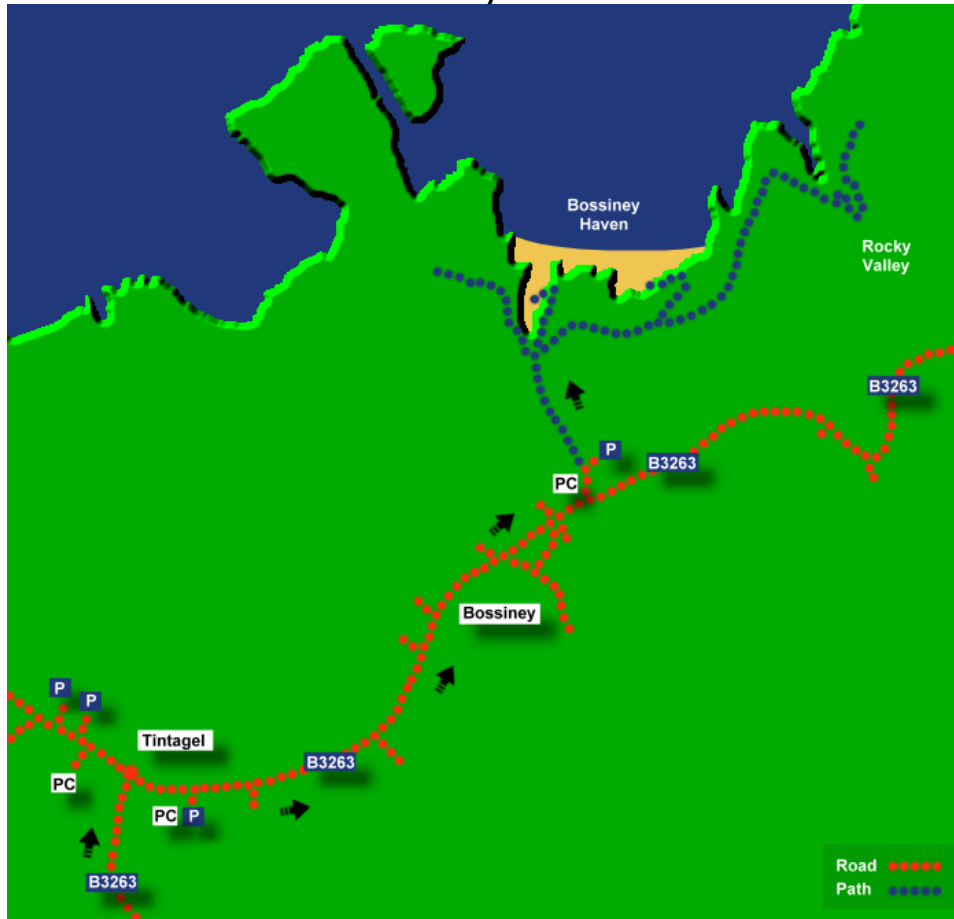 Bossiney
Haven
Rocky
Valley
B3263
P
B3263
PC
Bossiney
P
P
Tintagel
B3263
PC
PC P
B3263
Road
Path